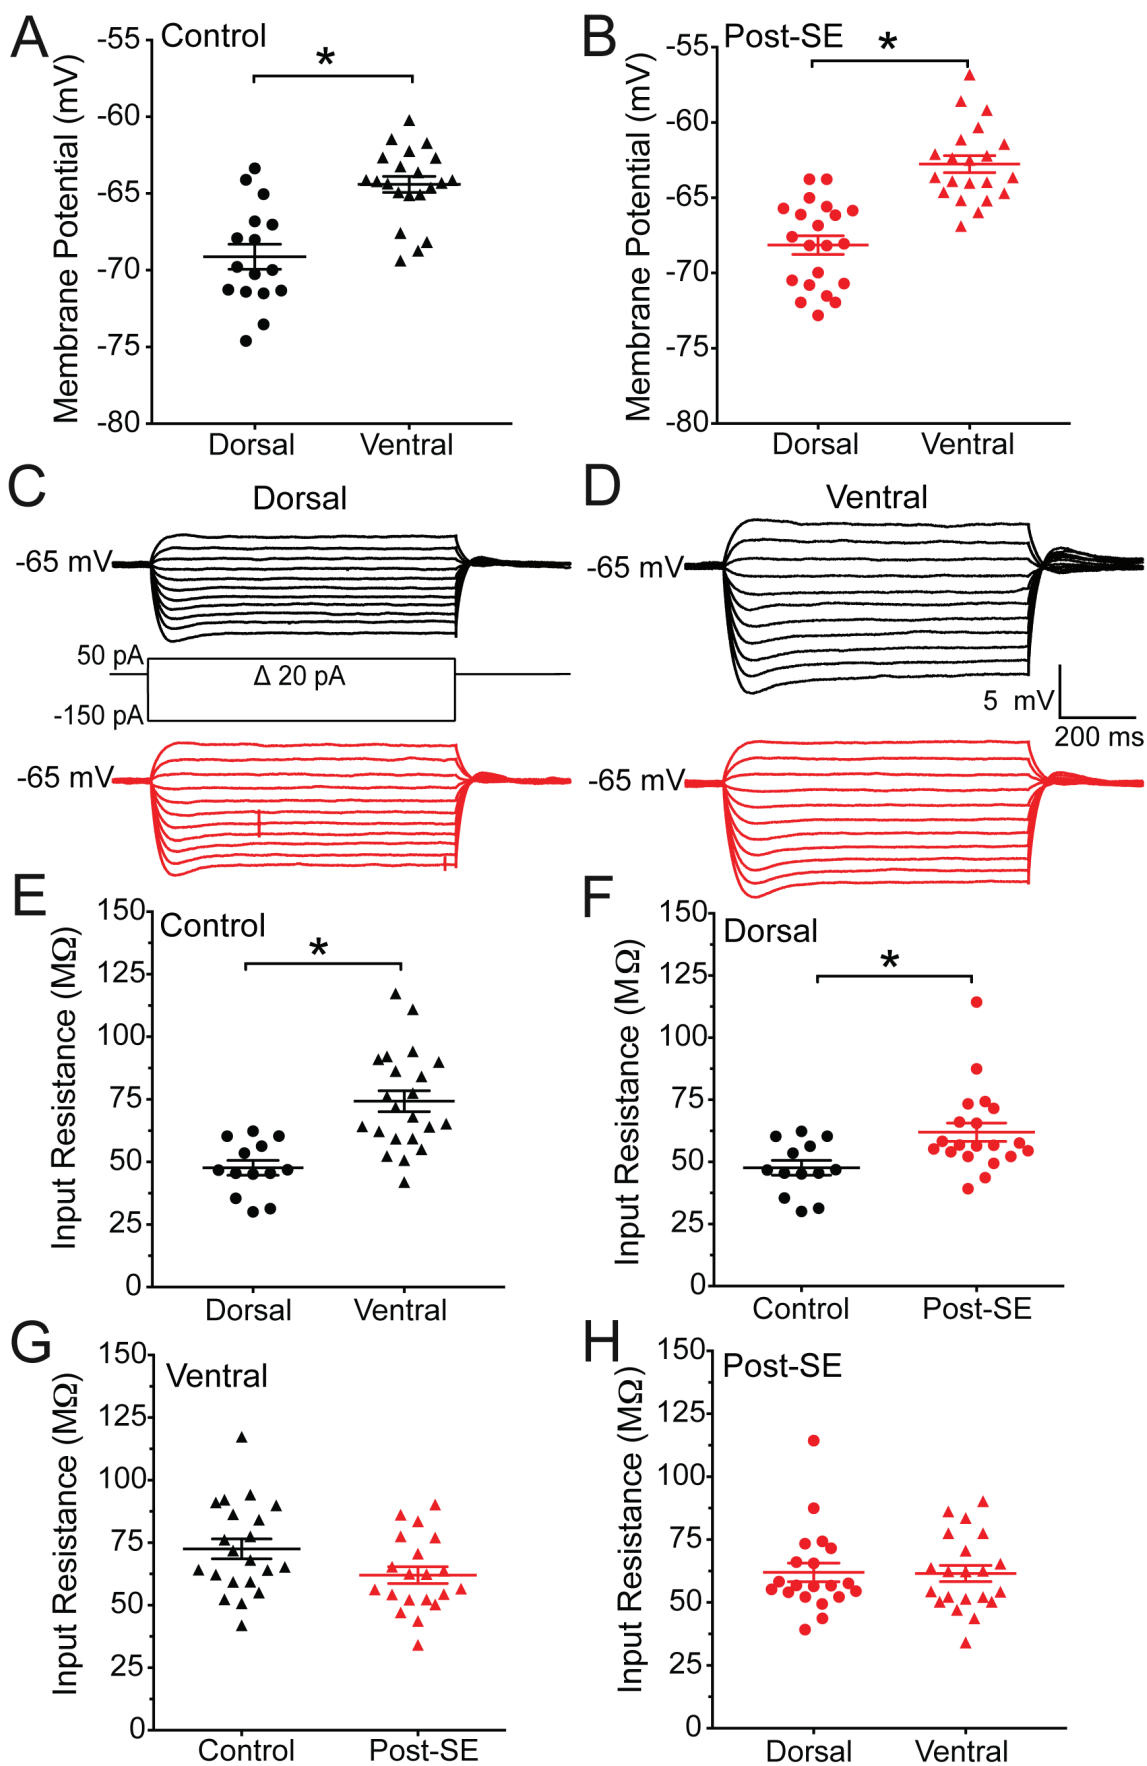 A
Control
*
Membrane Potential (mV)
-55
-60
-65
-70
-75
-80
Dorsal
Ventral
B
Post-SE
*
Membrane Potential (mV)
-55
-60
-65
-70
-75
-80
Dorsal
Ventral
C
Dorsal
-65 mV
50 pA
Δ 20 pA
-150 pA
-65 mV
D
Ventral
-65 mV
5 mV
200 ms
-65 mV
E
Control
*
Input Resistance (MΩ)
150
125
100
75
50
25
0
Dorsal
Ventral
F
Dorsal
*
Input Resistance (MΩ)
150
125
100
75
50
25
0
Control
Post-SE
G
Ventral
Input Resistance (MΩ)
150
125
100
75
50
25
0
Control
Post-SE
H
Post-SE
Input Resistance (MΩ)
150
125
100
75
50
25
0
Dorsal
Ventral